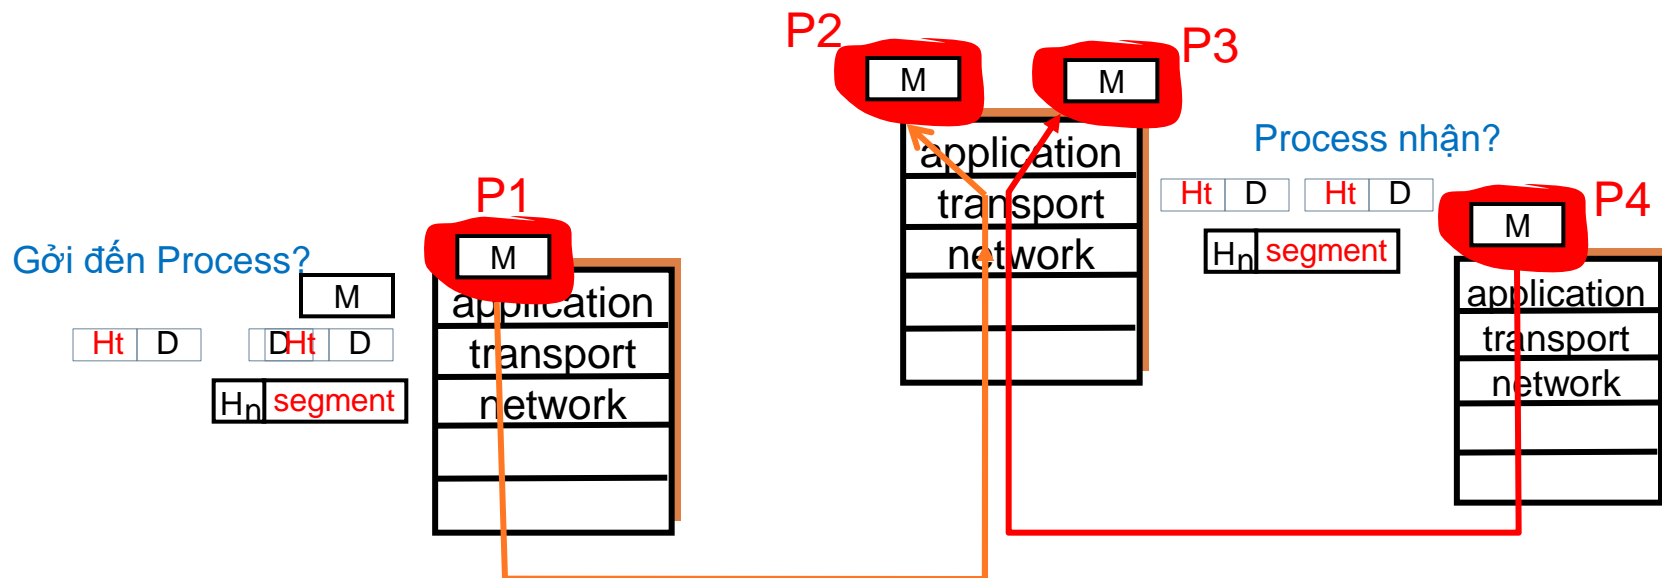 P2
M
M
P3
application
transport
network
Process nhận?
Ht D Ht D
Hn segment
P1
Gởi đến Process?
M
M
Ht D D Ht D
Hn segment
application
transport
network
P4
M
application
transport
network